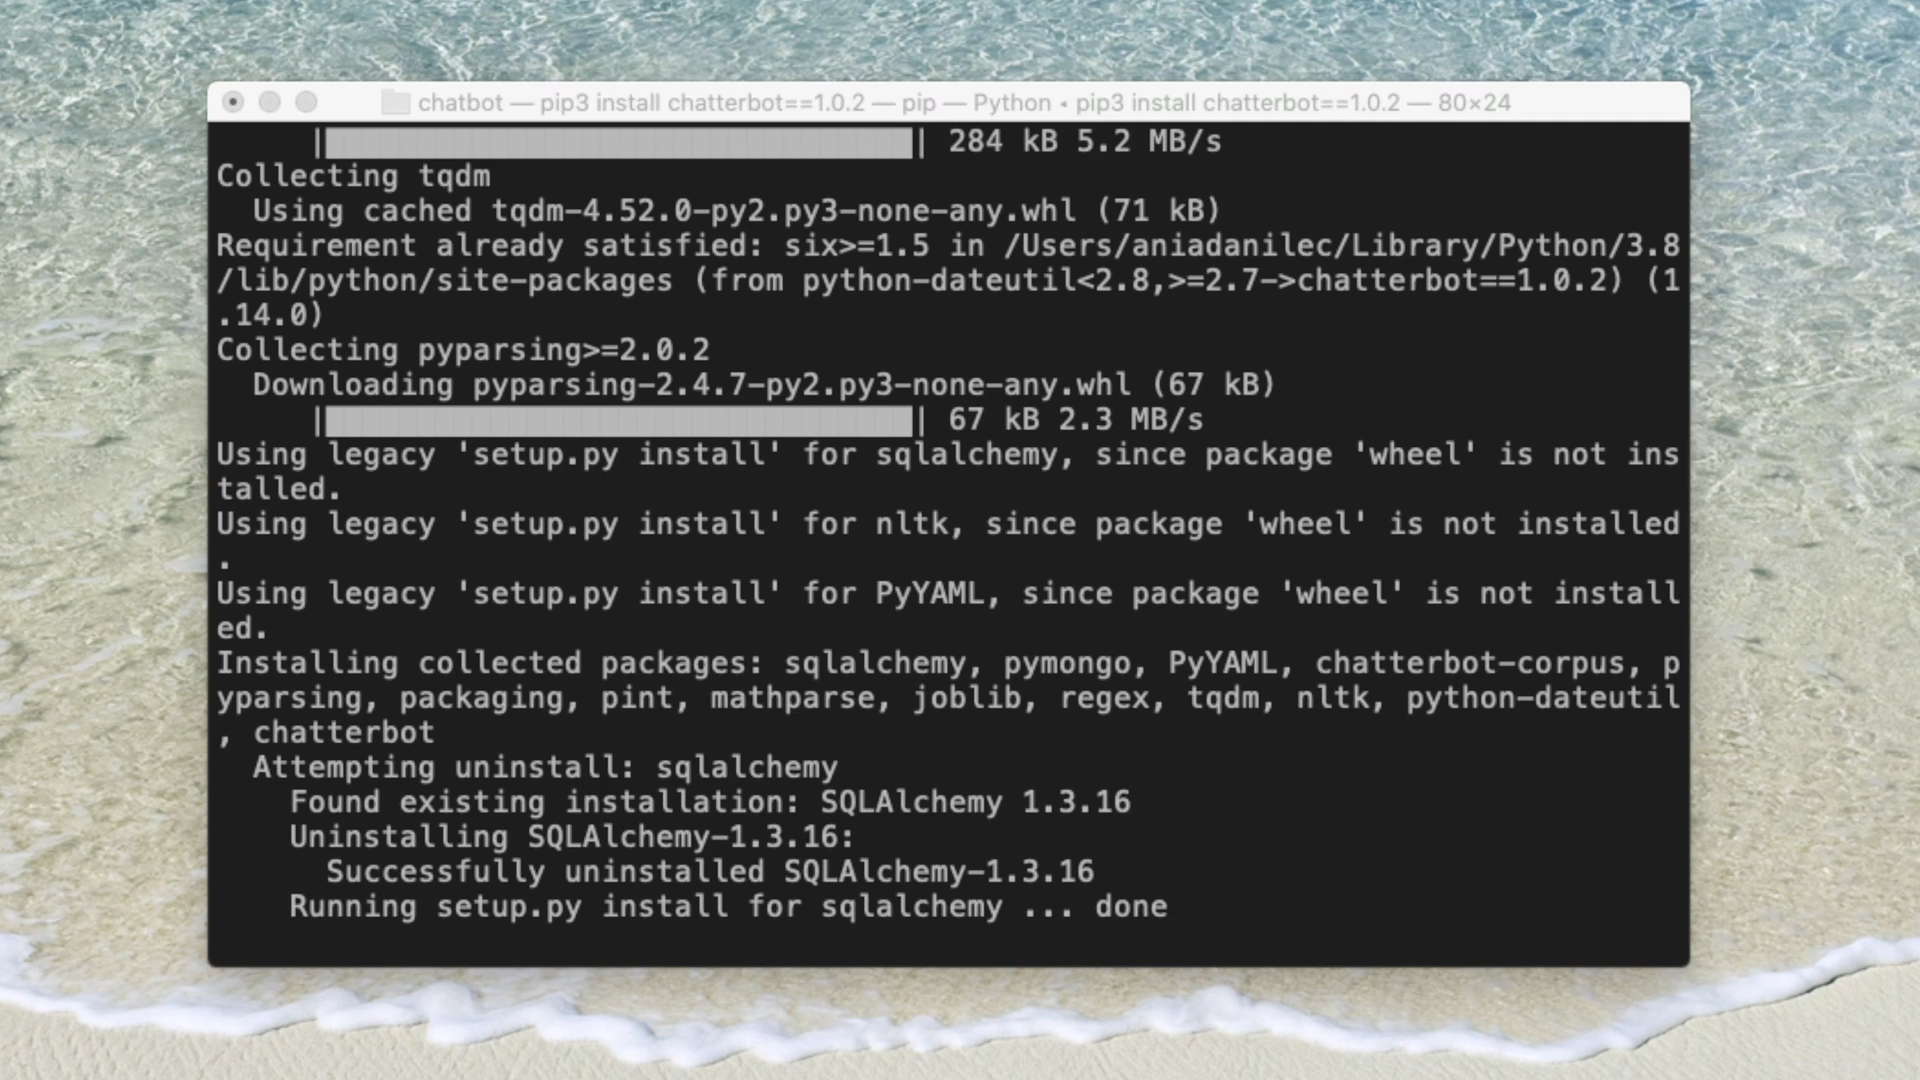 chatbot — pip3 install chatterbot==1.0.2 — pip — Python • pip3 install chatterbot==1.0.2 — 80×24
| | 284 kB 5.2 MB/s
Collecting tqdm
Using cached tqdm-4.52.0-py2.py3-none-any.whl (71 kB)
Requirement already satisfied: six>=1.5 in /Users/aniadanilec/Library/Python/3.8
/lib/python/site-packages (from python-dateutil<2.8,>=2.7->chatterbot==1.0.2) (1
.14.0)
Collecting pyparsing>=2.0.2
Downloading pyparsing-2.4.7-py2.py3-none-any.whl (67 kB)
| | 67 kB 2.3 MB/s
Using legacy 'setup.py install' for sqlalchemy, since package 'wheel' is not ins
talled.
Using legacy 'setup.py install' for nltk, since package 'wheel' is not installed
.
Using legacy 'setup.py install' for PyYAML, since package 'wheel' is not install
ed.
Installing collected packages: sqlalchemy, pymongo, PyYAML, chatterbot-corpus, p
yparsing, packaging, pint, mathparse, joblib, regex, tqdm, nltk, python-dateutil
, chatterbot
Attempting uninstall: sqlalchemy
Found existing installation: SQLAlchemy 1.3.16
Uninstalling SQLAlchemy-1.3.16:
Successfully uninstalled SQLAlchemy-1.3.16
Running setup.py install for sqlalchemy ... done